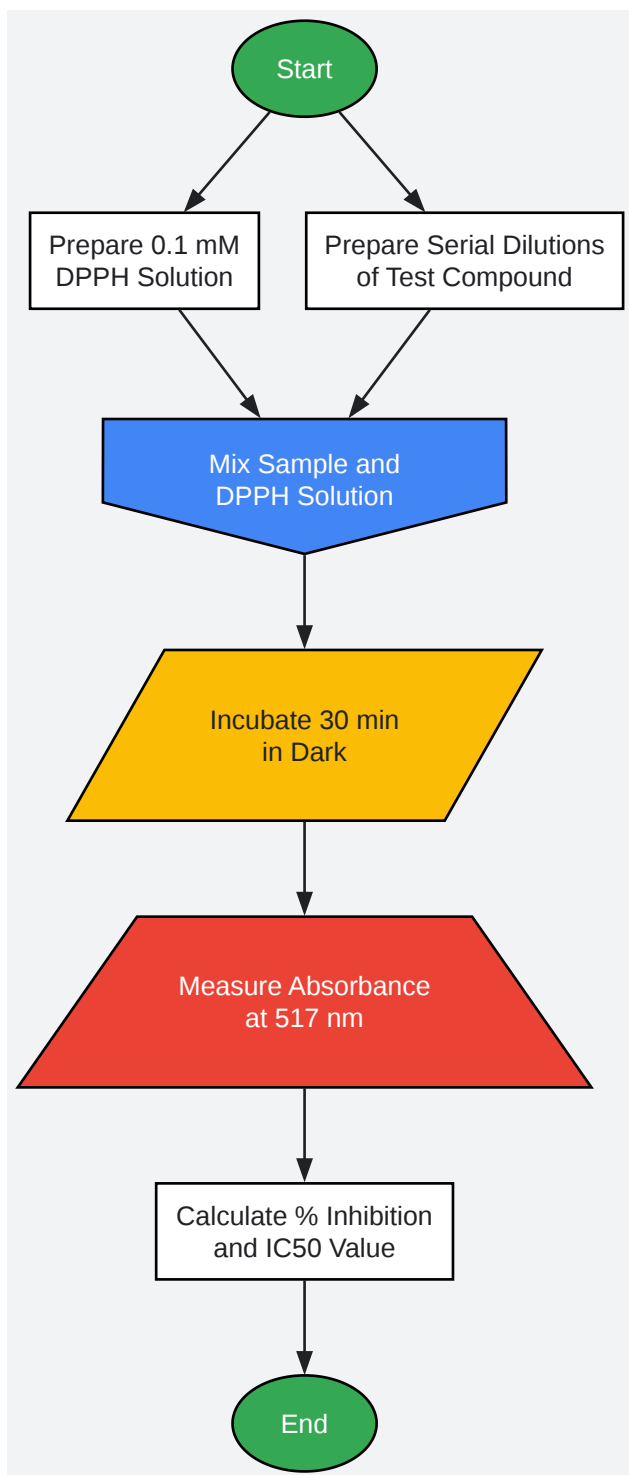 Start
Prepare 0.1 mM
DPPH Solution
Prepare Serial Dilutions
of Test Compound
Mix Sample and
DPPH Solution
Incubate 30 min
in Dark
Measure Absorbance
at 517 nm
Calculate % Inhibition
and IC50 Value
End